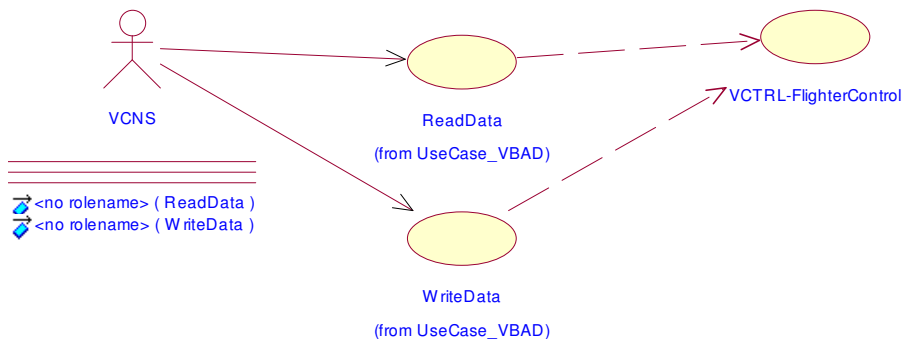 VCNS
<no rolename> ( ReadData )
<no rolename> ( WriteData )
ReadData
(from UseCase_VBAD)
WriteData
(from UseCase_VBAD)
VCTRL-FlighterControl